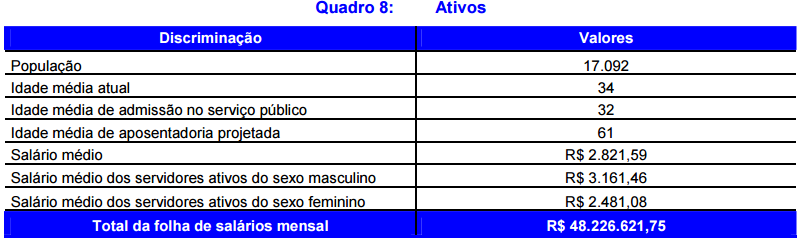 Quadro 8: Ativos
Discriminação Valores
População 17.092
Idade média atual 34
Idade média de admissão no serviço público 32
Idade média de aposentadoria projetada 61
Salário médio R$ 2.821,59
Salário médio dos servidores ativos do sexo masculino R$ 3.161,46
Salário médio dos servidores ativos do sexo feminino R$ 2.481,08
Total da folha de salários mensal R$ 48.226.621,75